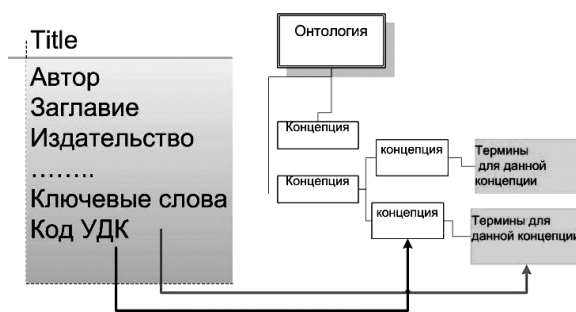 Title
Автор
Заглавие
Издательство
........
Ключевые слова
Код УДК
Онтология
Концепция
Концепция
концепция
концепция
Термины
для данной
концепции
Термины для
данной концепции